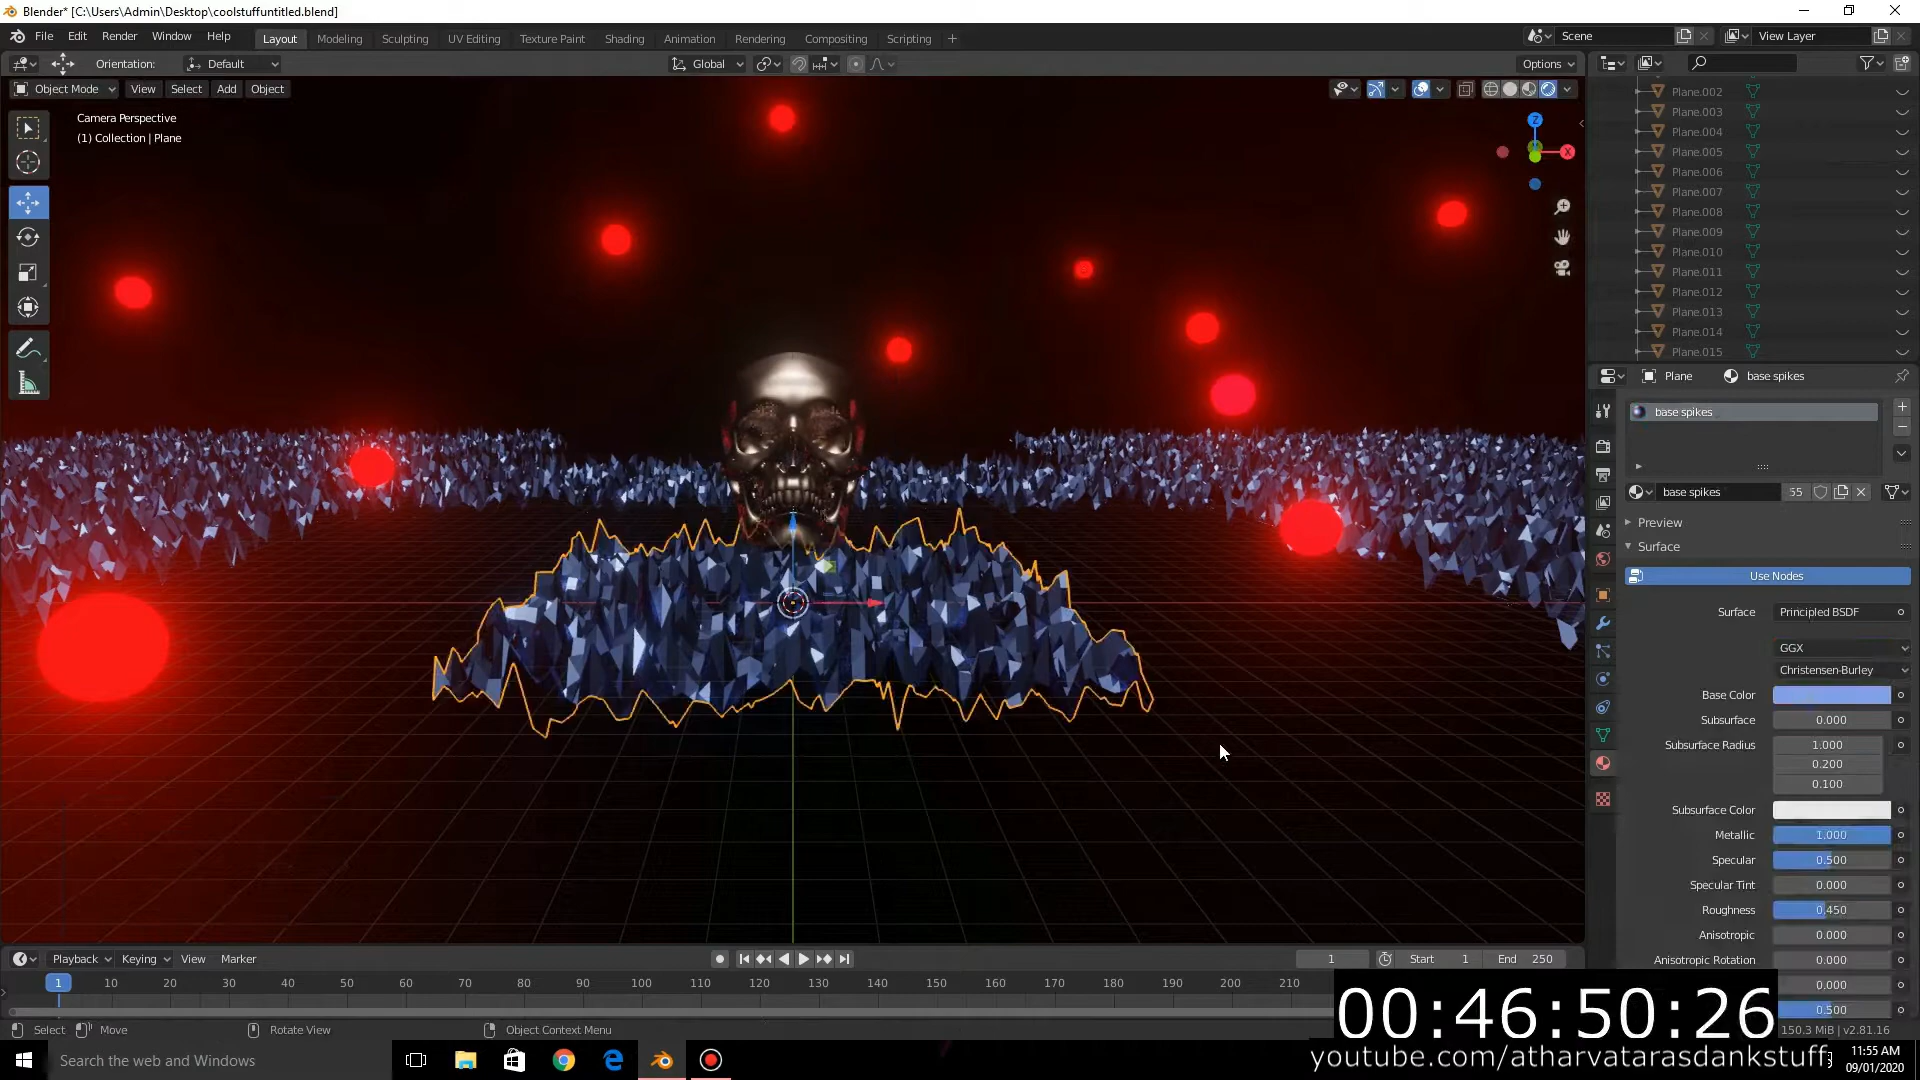 Blender* [C:\Users\Admin\Desktop\coolstuffuntitled.blend]
File Edit Render Window Help Layout Modeling Sculpting UV Editing Texture Paint Shading Animation Rendering Compositing Scripting Scene View Layer
Orientation: Default Global Options
Object Mode View Select Add Object
Camera Perspective
(1) Collection | Plane
Z
X
Plane.002
Plane.003
Plane.004
Plane.005
Plane.006
Plane.007
Plane.008
Plane.009
Plane.010
Plane.011
Plane.012
Plane.013
Plane.014
Plane.015
Plane base spikes
base spikes
base spikes 55
Preview
Surface
Use Nodes
Surface Principled BSDF
GGX
Christensen-Burley
Base Color
Subsurface 0.000
Subsurface Radius 1.000
0.200
0.100
Subsurface Color
Metallic 1.000
Specular 0.500
Specular Tint 0.000
Roughness 0.450
Anisotropic 0.000
Anisotropic Rotation 0.000
0.000
0.500
Playback Keying View Marker 1 Start 1 End 250
1 10 20 30 40 50 60 70 80 90 100 110 120 130 140 150 160 170 180 190 200 210
00:46:50:26
Select Move Rotate View Object Context Menu 150.3 MiB | v2.81.16
youtube.com/atharvatarasdankstuff
Search the web and Windows
11:55 AM
09/01/2020